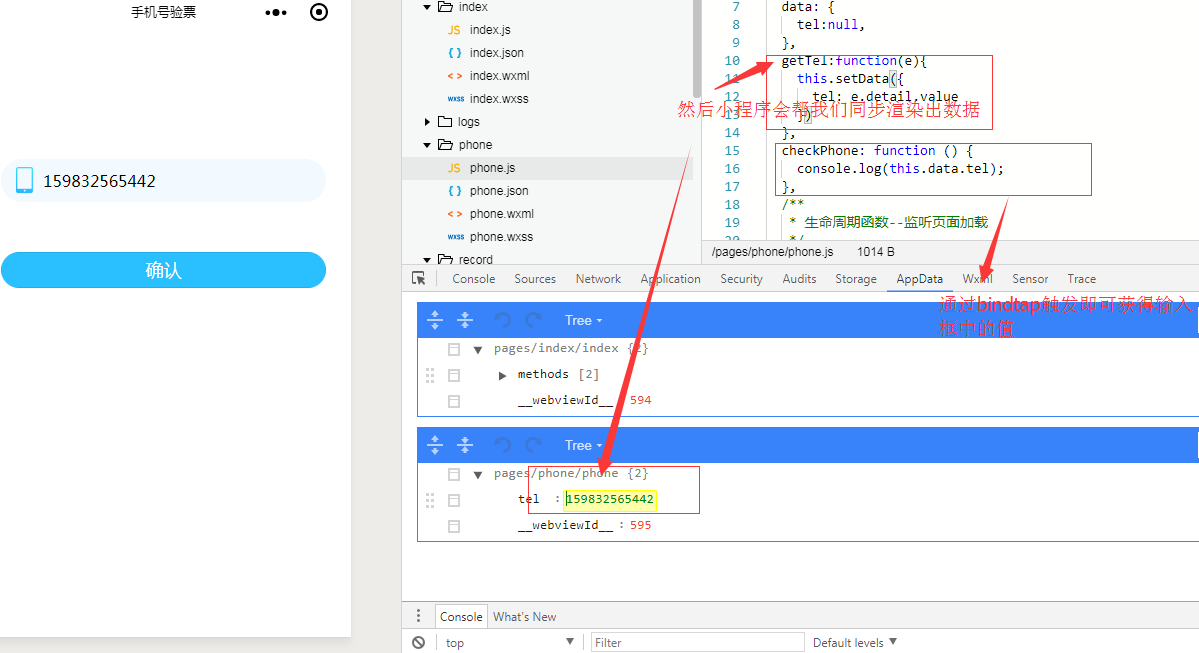 手机号验票
159832565442
确认
index
JS index.js
{ } index.json
< > index.wxml
wxss index.wxss
logs
phone
JS phone.js
{ } phone.json
< > phone.wxml
wxss phone.wxss
record
7 data: {
8 tel:null,
9 },
10 getTel:function(e){
11 this.setData({
12 tel: e.detail.value
13 })
14 },
15 checkPhone: function () {
16 console.log(this.data.tel);
17 },
18 /**
19 * 生命周期函数--监听页面加载
20 */
然后小程序会帮我们同步渲染出数据
/pages/phone/phone.js 1014 B
Console Sources Network Application Security Audits Storage AppData Wxml Sensor Trace
通过bindtap触发即可获得输入
框中的值
Tree
pages/index/index {2}
methods [2]
__webviewId__ : 594
Tree
pages/phone/phone {2}
tel : 159832565442
__webviewId__ : 595
Console What's New
top Filter Default levels